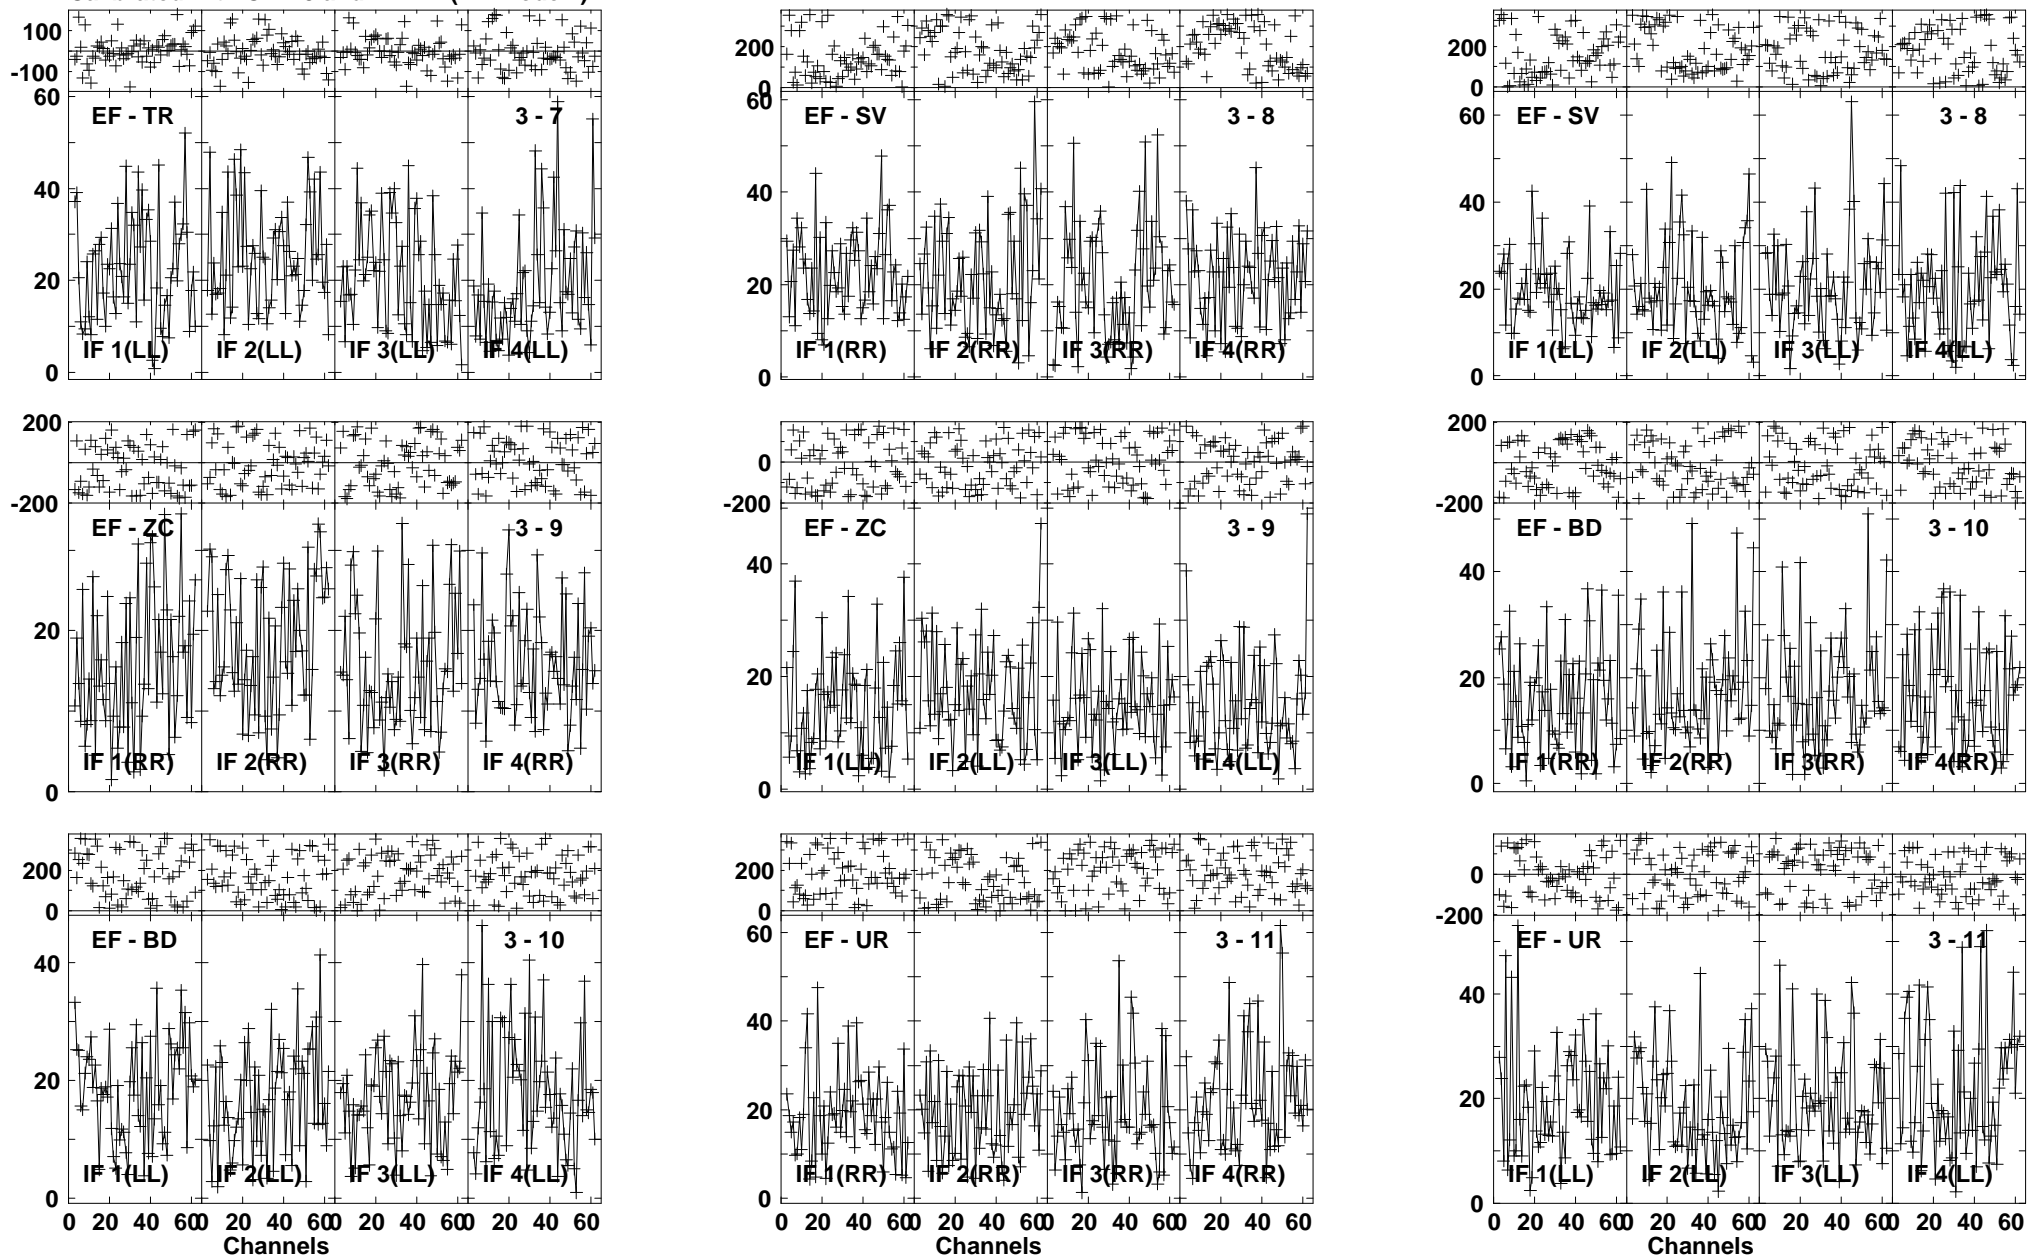 100
-100
60
40
20
0
EF - TR
3 - 7
IF 1(LL)
IF 2(LL)
IF 3(LL)
IF 4(LL)
200
0
60
40
20
0
EF - SV
3 - 8
IF 1(RR)
IF 2(RR)
IF 3(RR)
IF 4(RR)
200
0
60
40
20
0
EF - SV
3 - 8
IF 1(LL)
IF 2(LL)
IF 3(LL)
IF 4(LL)
200
-200
20
0
EF - ZC
3 - 9
IF 1(RR)
IF 2(RR)
IF 3(RR)
IF 4(RR)
0
-200
40
20
0
EF - ZC
3 - 9
IF 1(LL)
IF 2(LL)
IF 3(LL)
IF 4(LL)
200
-200
40
20
0
EF - BD
3 - 10
IF 1(RR)
IF 2(RR)
IF 3(RR)
IF 4(RR)
200
0
40
20
0
EF - BD
3 - 10
IF 1(LL)
IF 2(LL)
IF 3(LL)
IF 4(LL)
0 20 40 60 0 20 40 60 0 20 40 60 0 20 40 60
Channels
200
0
60
40
20
0
EF - UR
3 - 11
IF 1(RR)
IF 2(RR)
IF 3(RR)
IF 4(RR)
0 20 40 60 0 20 40 60 0 20 40 60 0 20 40 60
Channels
0
-200
40
20
0
EF - UR
3 - 11
IF 1(LL)
IF 2(LL)
IF 3(LL)
IF 4(LL)
0 20 40 60 0 20 40 60 0 20 40 60 0 20 40 60
Channels